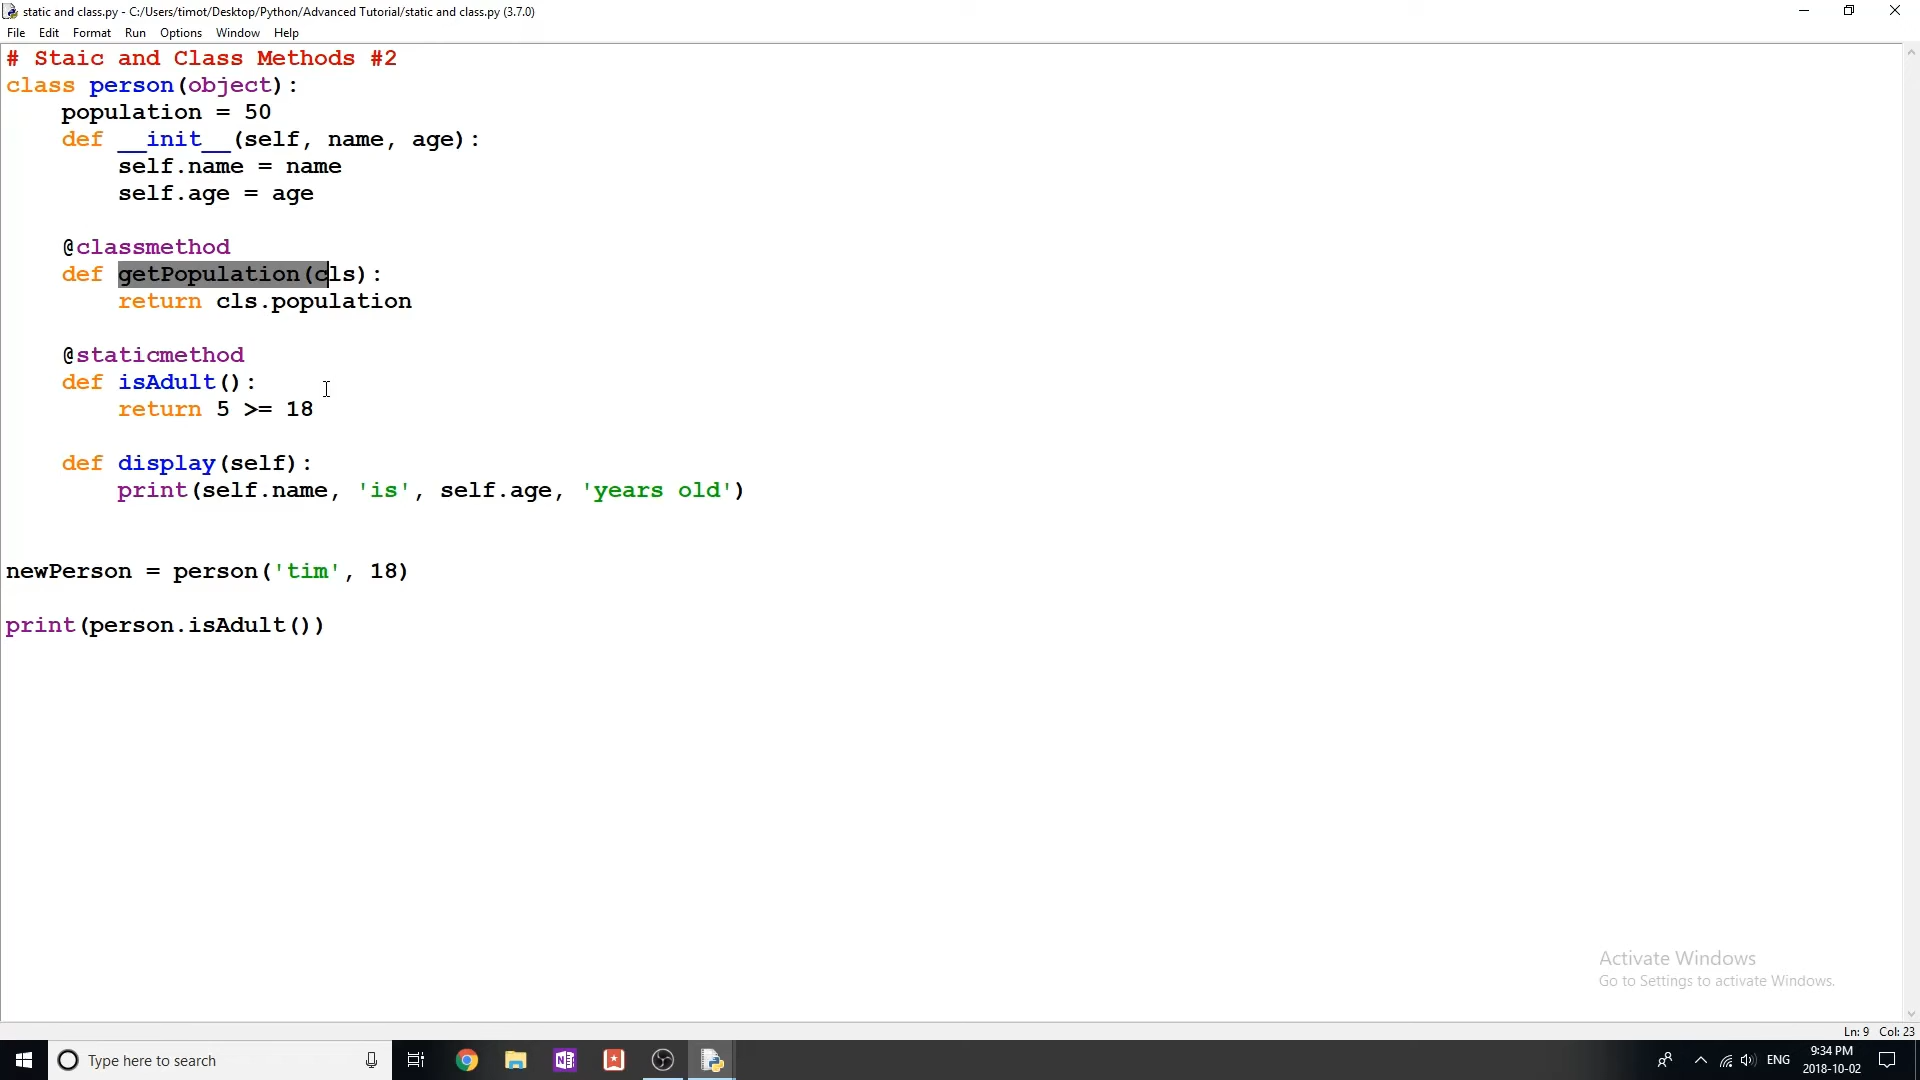 static and class.py - C:/Users/timot/Desktop/Python/Advanced Tutorial/static and class.py (3.7.0)
File Edit Format Run Options Window Help
# Staic and Class Methods #2
class person(object):
    population = 50
    def __init__(self, name, age):
        self.name = name
        self.age = age
    @classmethod
    def getPopulation(cls):
        return cls.population
    @staticmethod
    def isAdult():
        return 5 >= 18
    def display(self):
        print(self.name, 'is', self.age, 'years old')
newPerson = person('tim', 18)
print(person.isAdult())
Activate Windows
Go to Settings to activate Windows.
Ln: 9 Col: 23
Type here to search
ENG
9:34 PM
2018-10-02